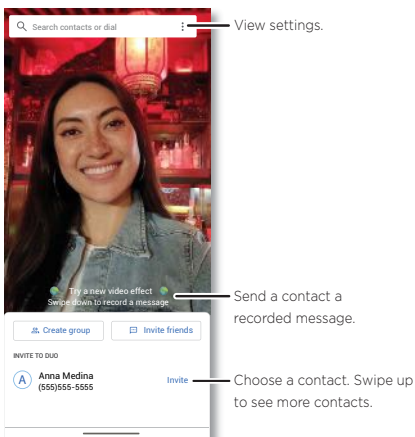 Search contacts or dial
View settings.
Try a new video effect
Swipe down to record a message
Send a contact a
recorded message.
Create group
Invite friends
INVITE TO DUO
A
Anna Medina
(555)555-5555
Invite
Choose a contact. Swipe up
to see more contacts.